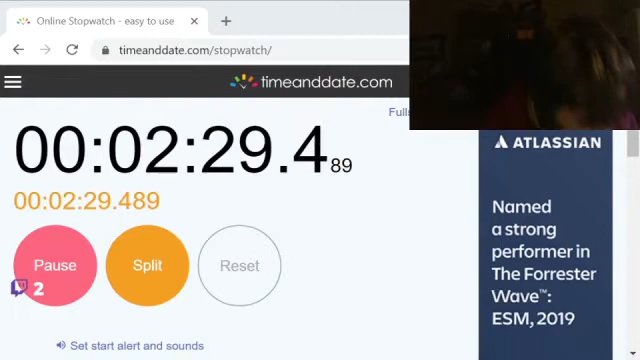 Online Stopwatch - easy to use
timeanddate.com/stopwatch/
timeanddate.com
Fulls
00:02:29.489
00:02:29.489
Pause
Split
Reset
2
Set start alert and sounds
ATLASSIAN
Named
a strong
performer in
The Forrester
Wave™:
ESM, 2019